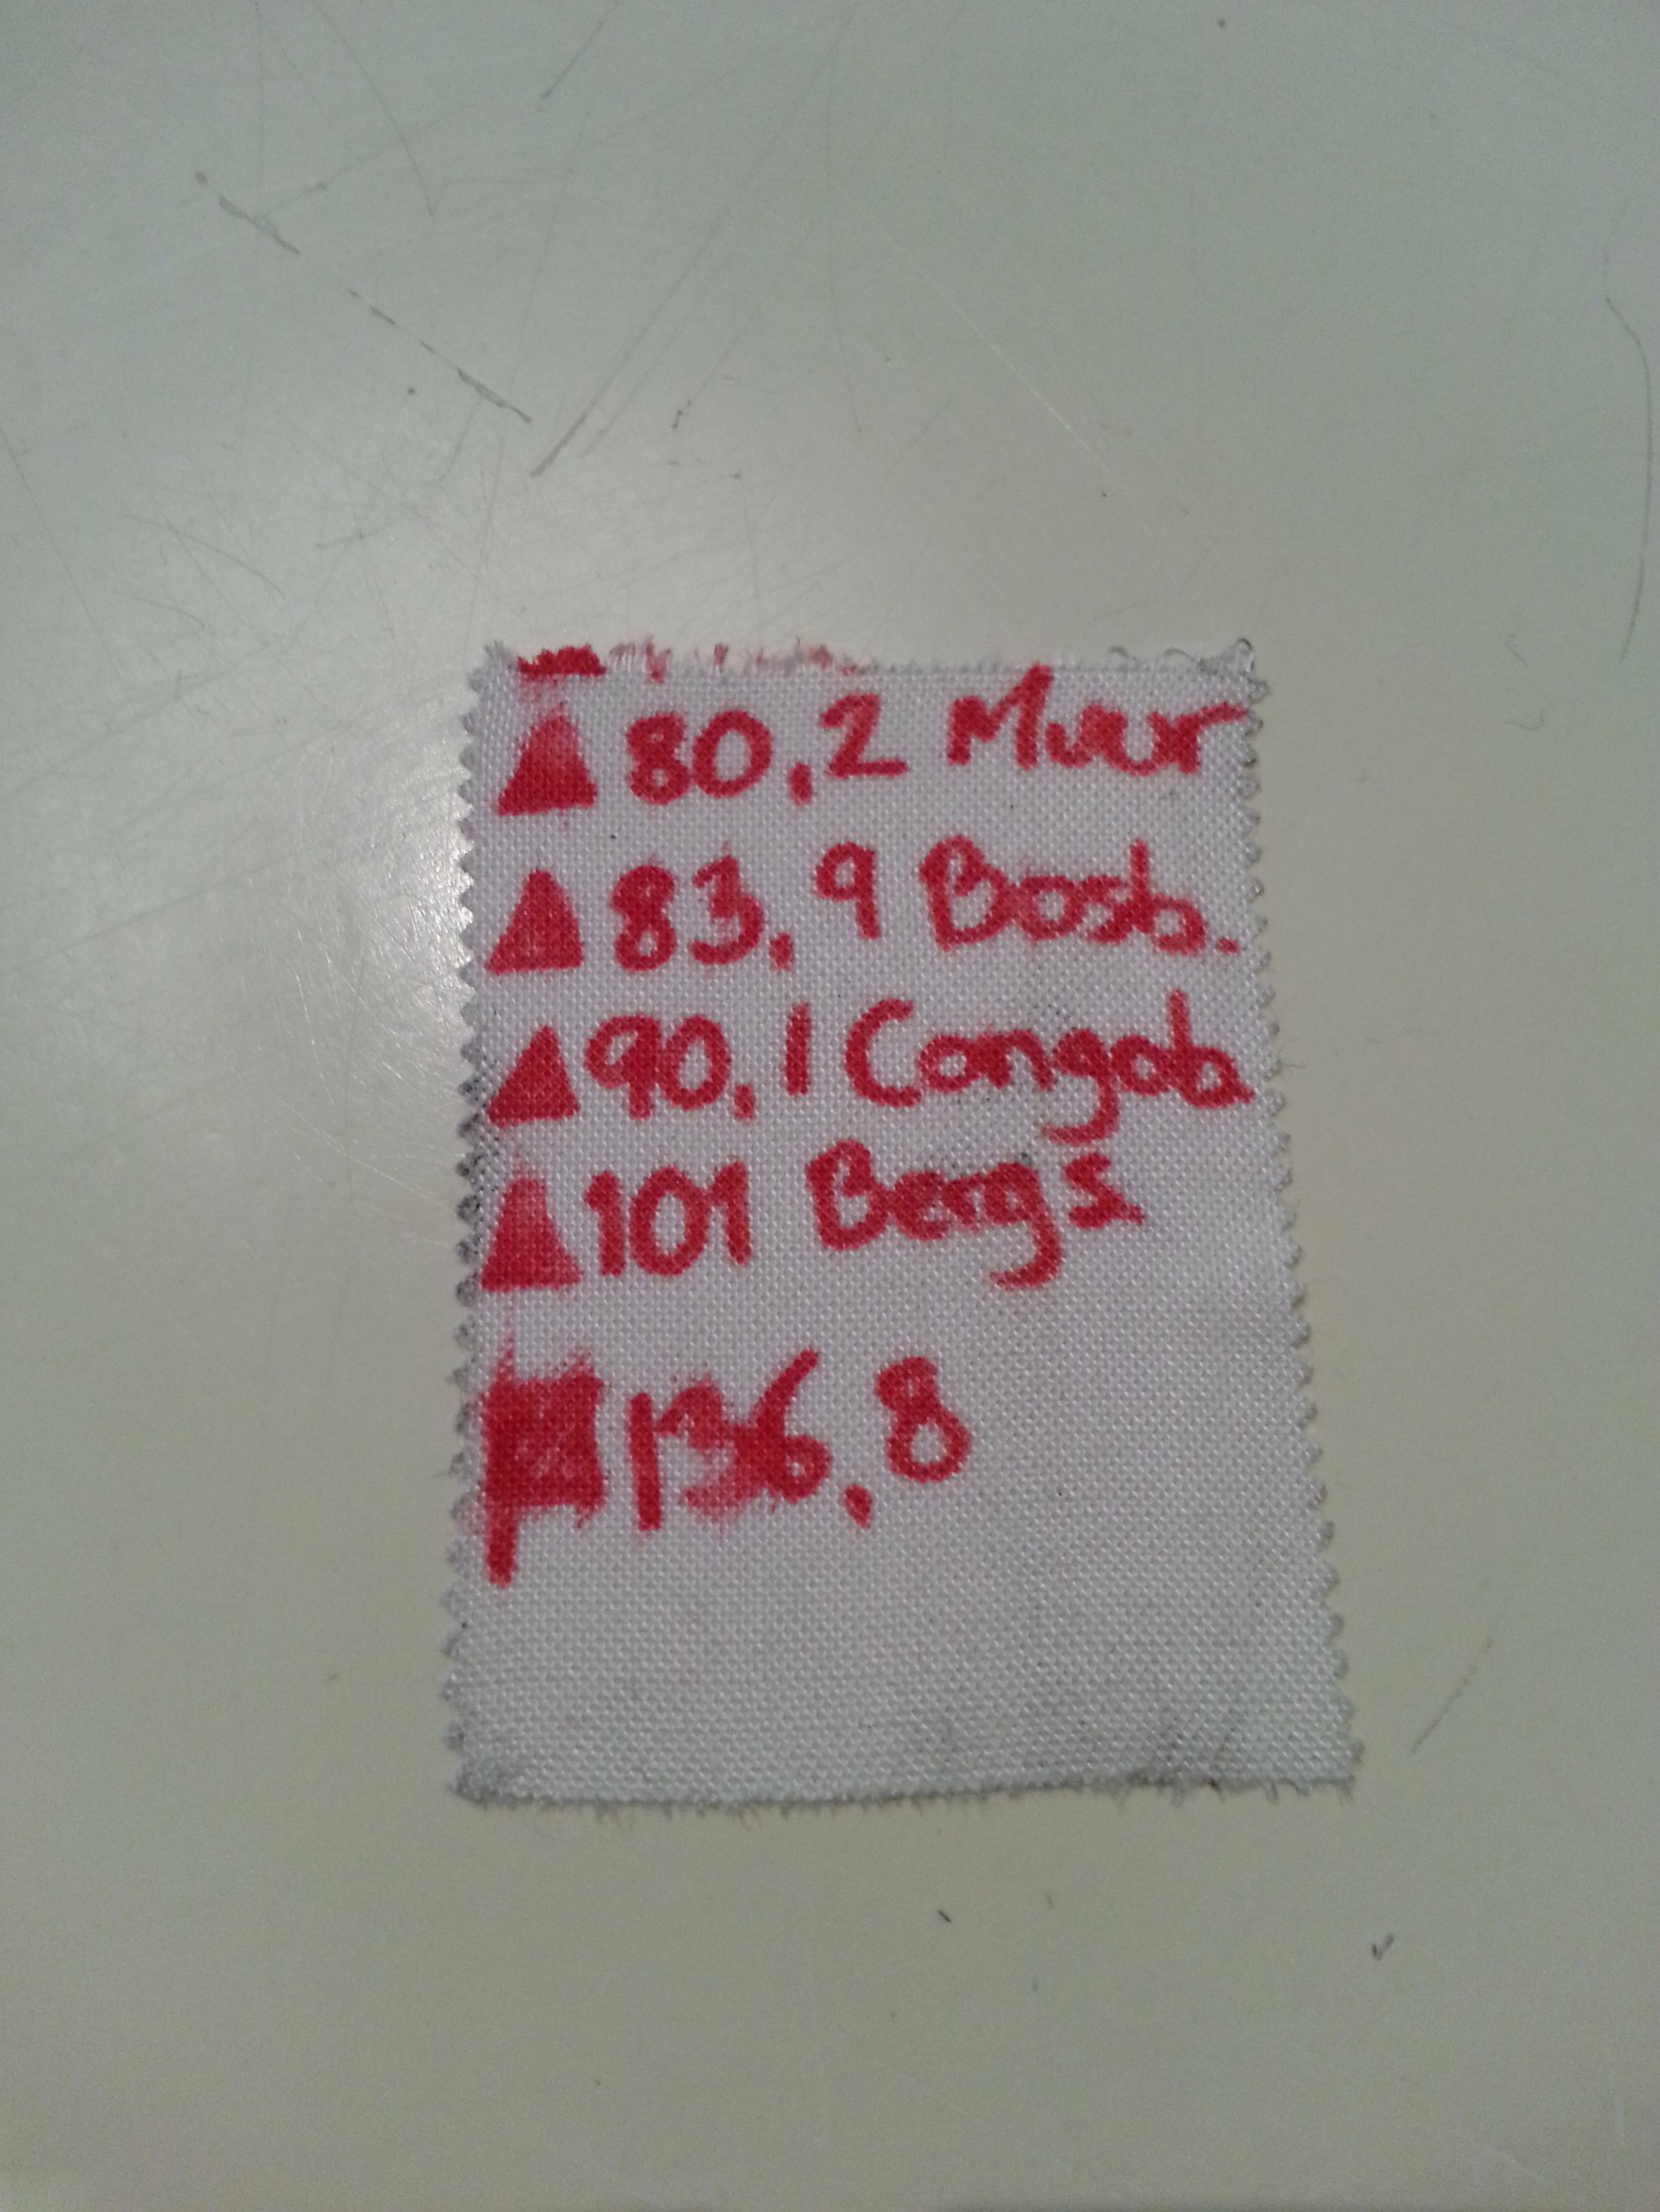 80,2 Muur
83,9 Bosb.
90,1 Congob
101 Bergs
136,8